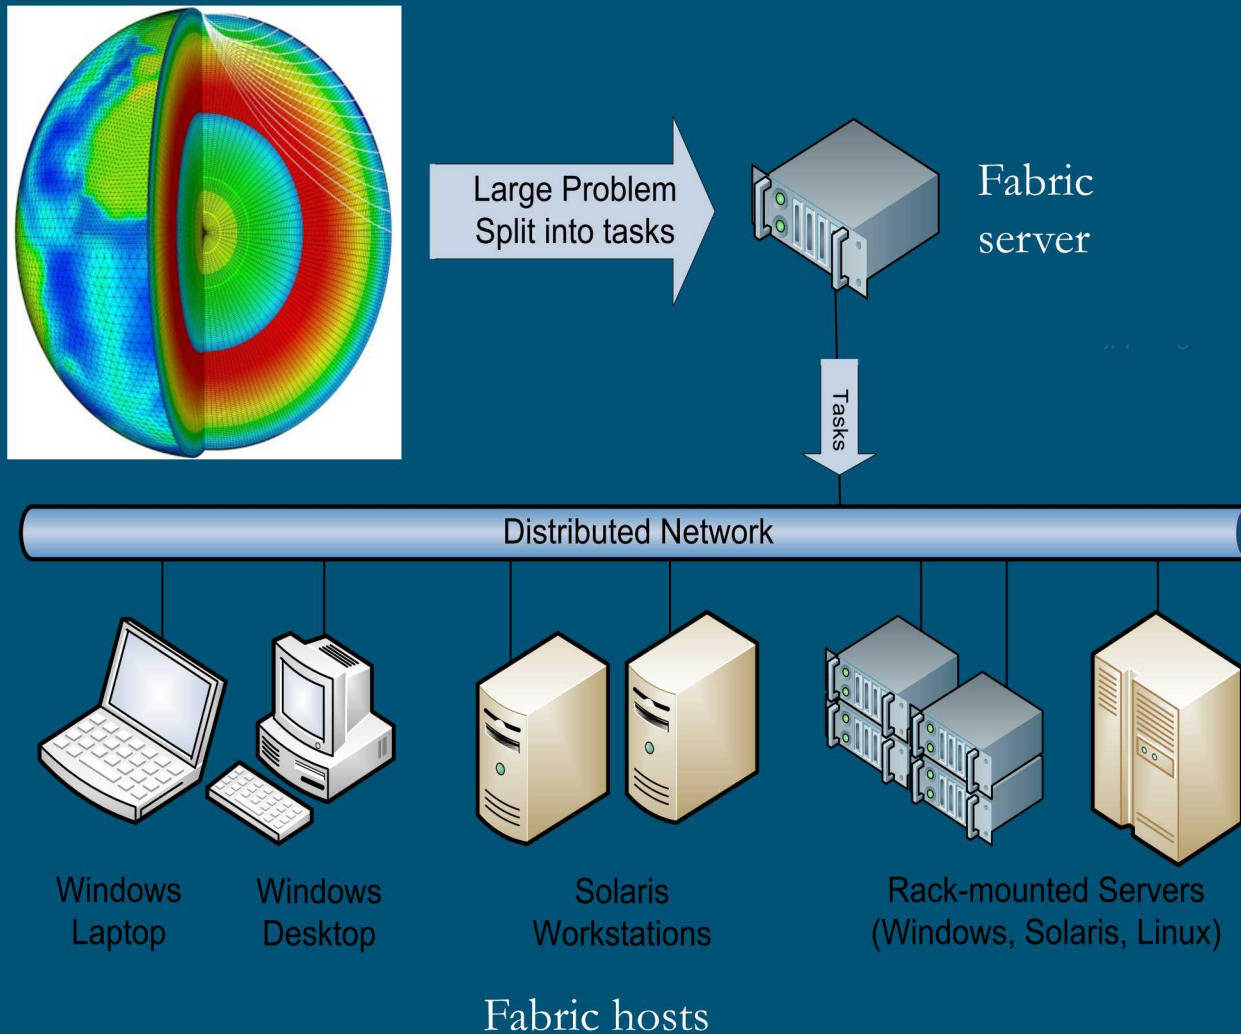 Large Problem
Split into tasks
Fabric
server
Tasks
Distributed Network
Windows
Laptop
Windows
Desktop
Solaris
Workstations
Rack-mounted Servers
(Windows, Solaris, Linux)
Fabric hosts